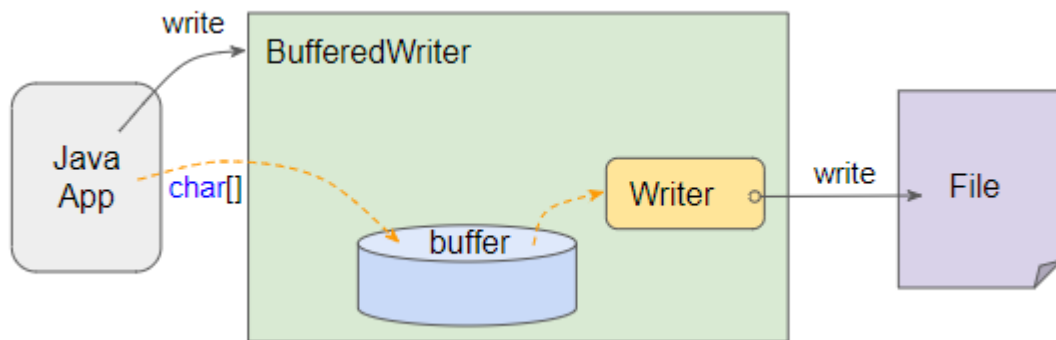 write
BufferedWriter
Java
App
char[]
buffer
Writer
write
File